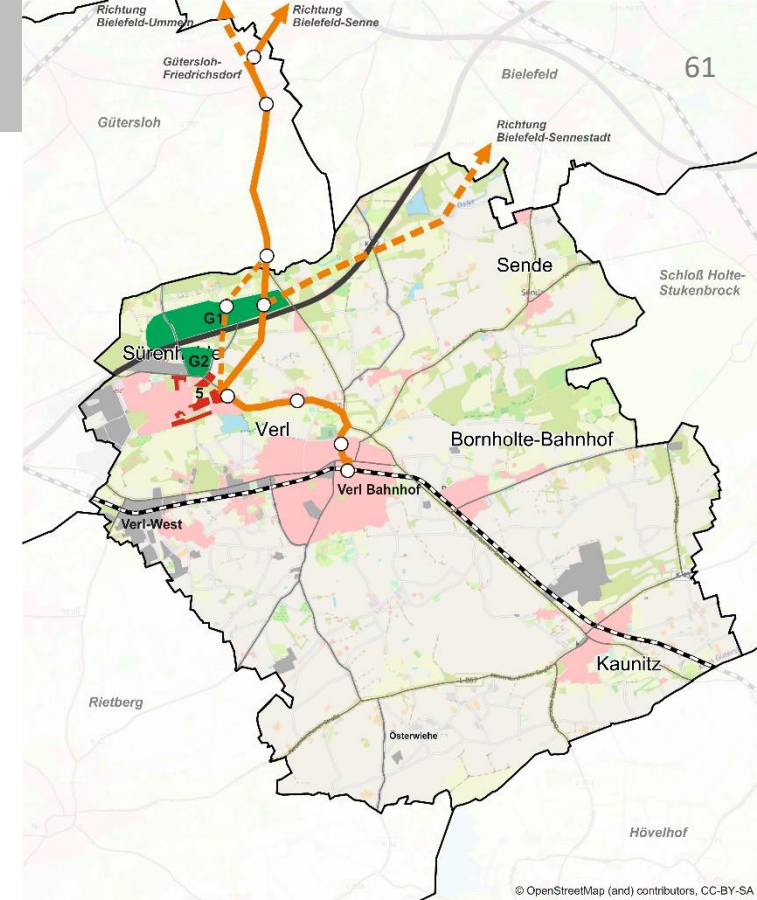 Richtung
Bielefeld-Ummeln
Richtung
Bielefeld-Senne
Gütersloh-
Friedrichsdorf
61
Bielefeld
Gütersloh
Richtung
Bielefeld-Sennestadt
Sende
Schloß Holte-
Stukenbrock
G1
G2
5
Verl
Bornholte-Bahnhof
Verl Bahnhof
Verl-West
Kaunitz
Rietberg
Österwiehe
Hövelhof
© OpenStreetMap (and) contributors, CC-BY-SA